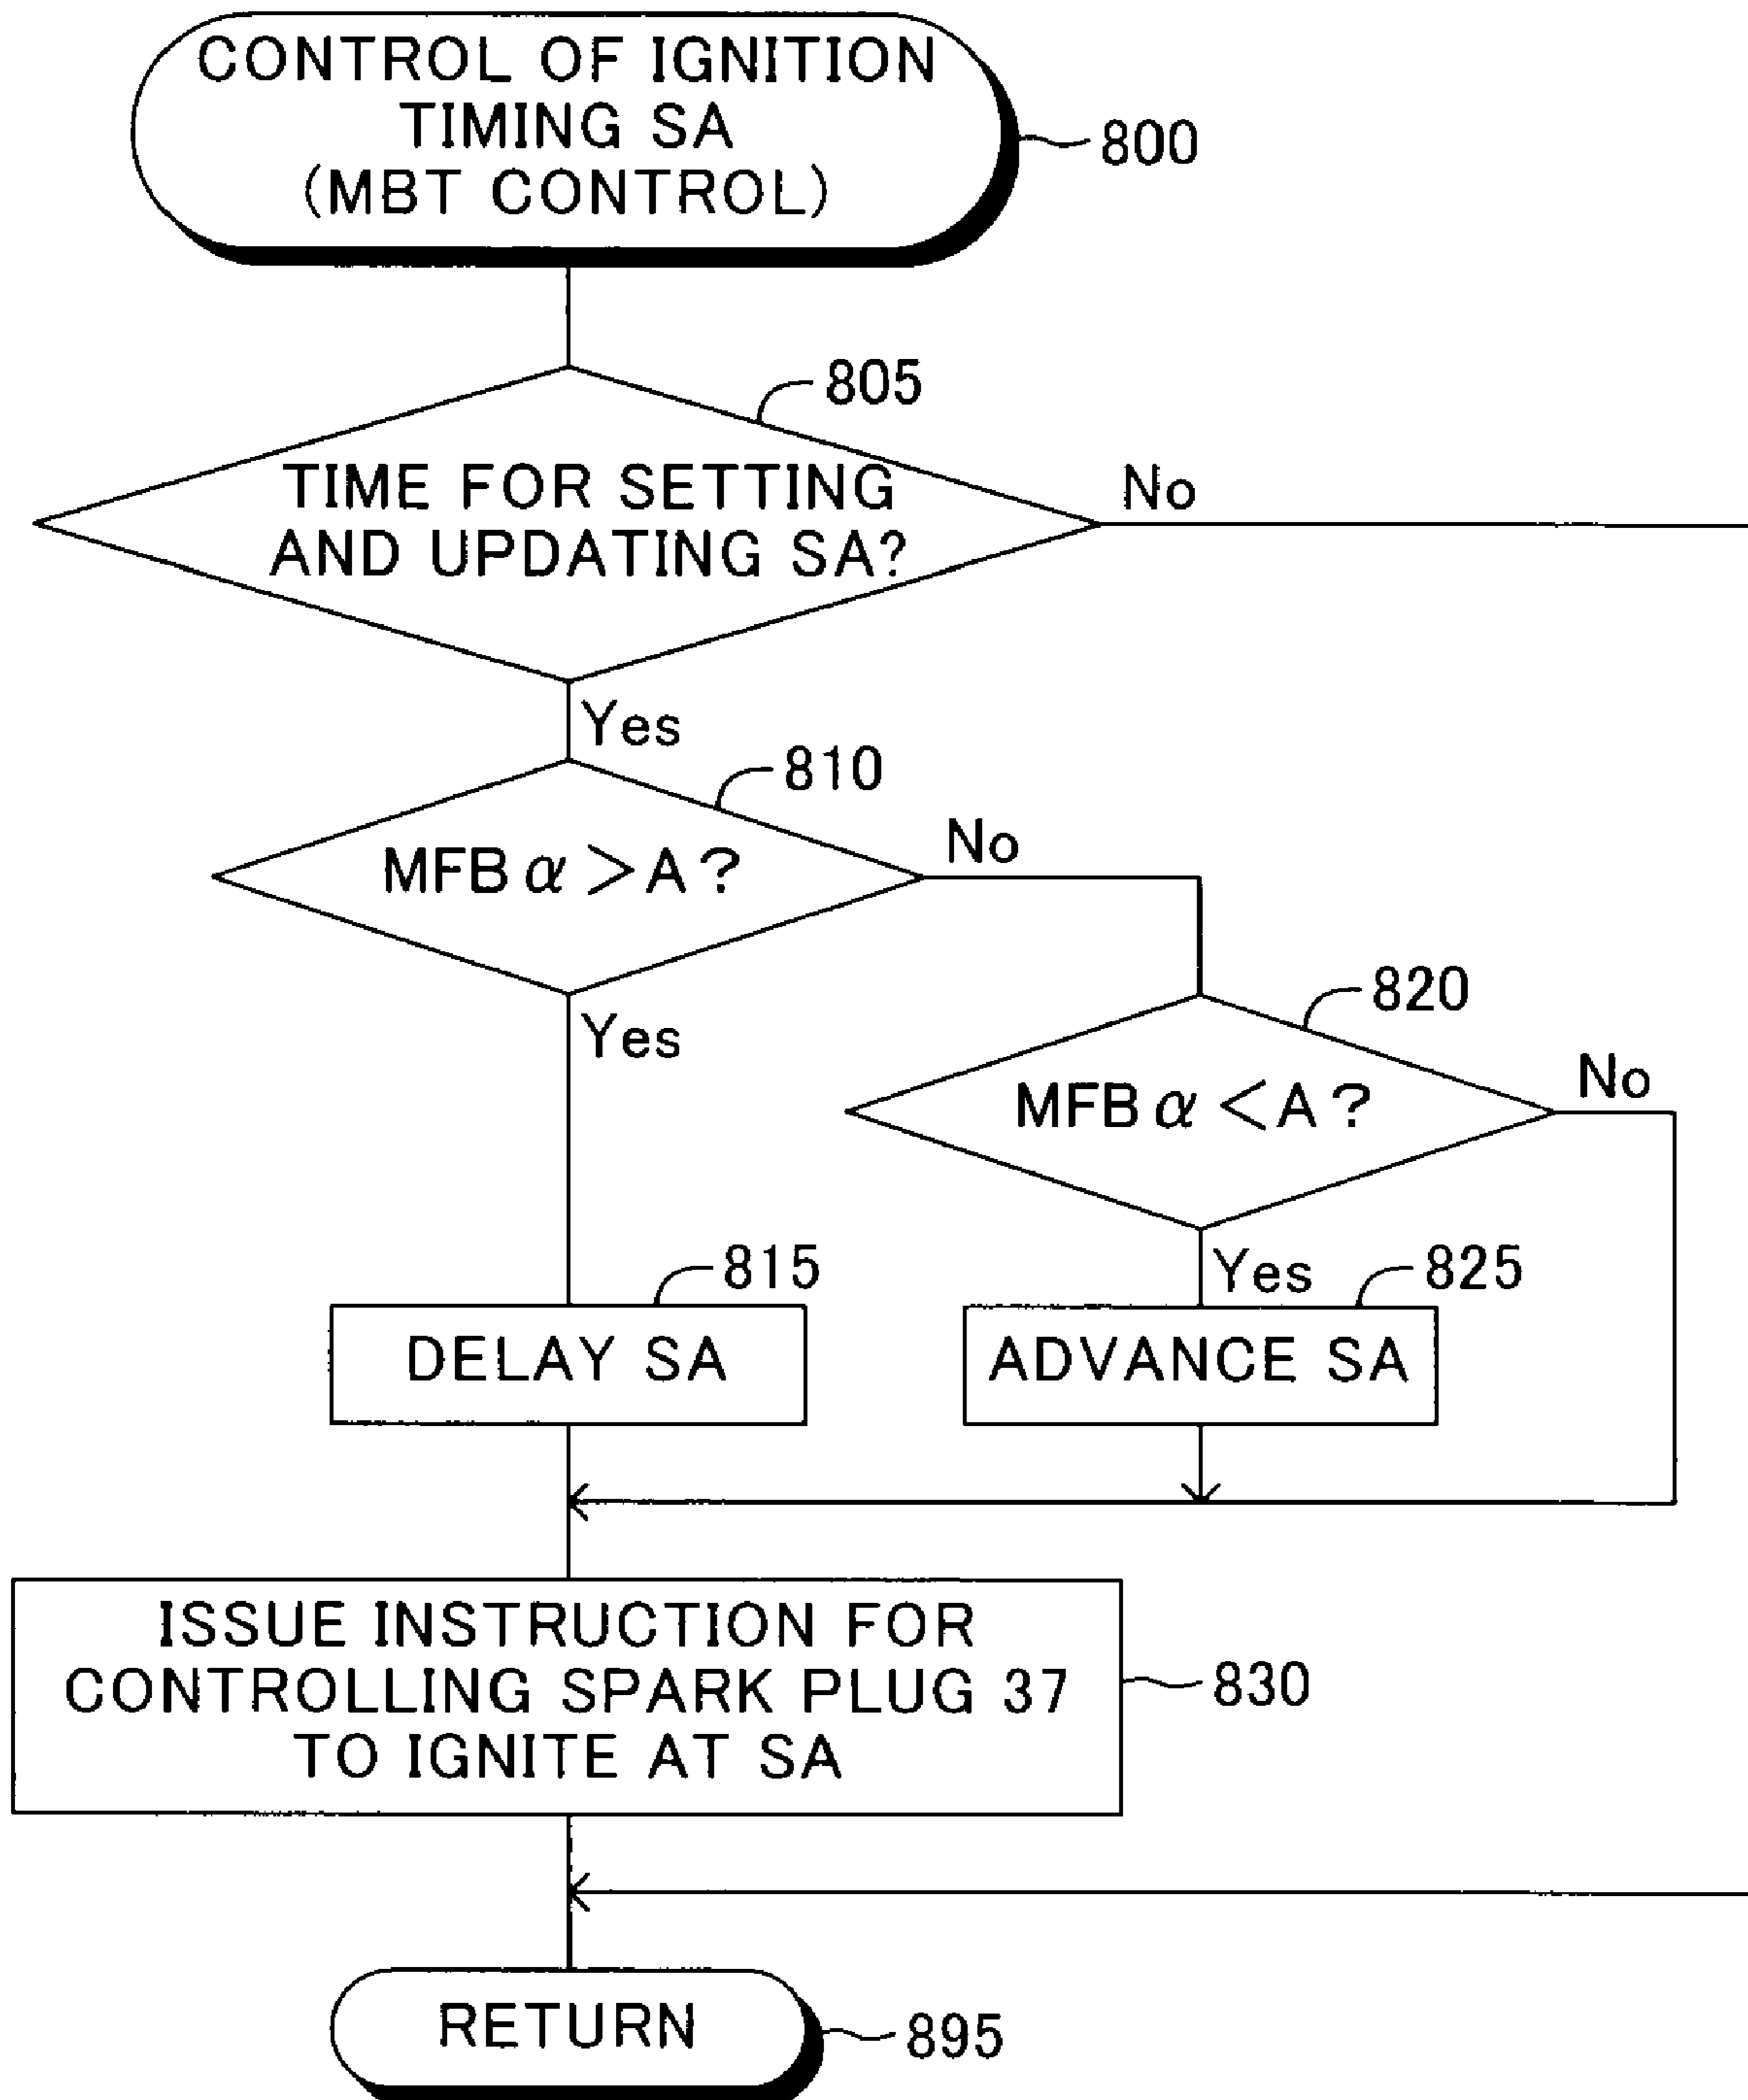 CONTROL OF IGNITION
TIMING SA
(MBT CONTROL)
800
805
TIME FOR SETTING
AND UPDATING SA?
No
Yes
810
MFBα>A?
No
Yes
820
MFBα<A?
No
Yes
815
DELAY SA
825
ADVANCE SA
ISSUE INSTRUCTION FOR
CONTROLLING SPARK PLUG 37
TO IGNITE AT SA
830
RETURN
895